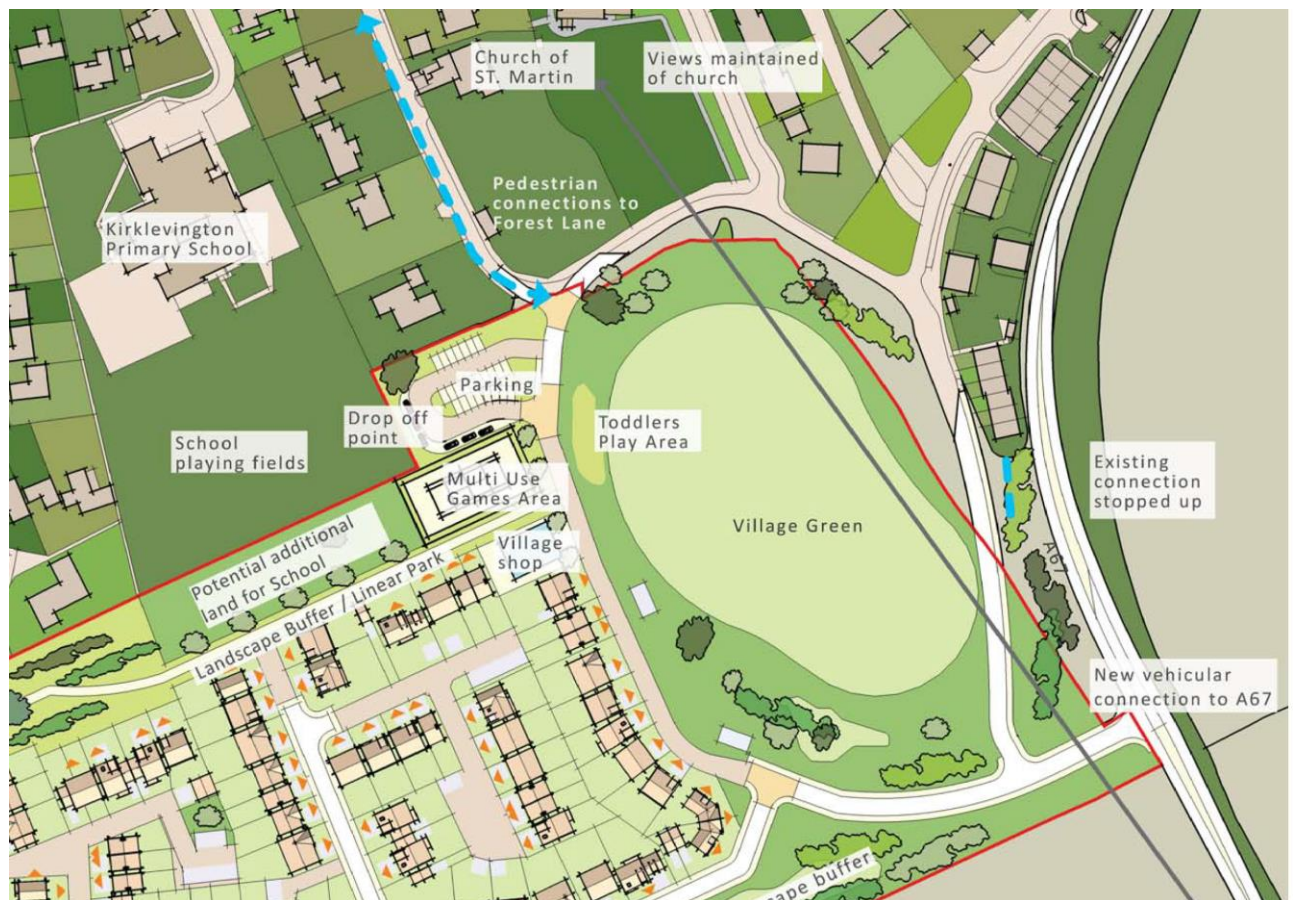 Church of
ST. Martin
Views maintained
of church
Pedestrian
connections to
Forest Lane
Kirklevington
Primary School
Parking
Drop off
point
Toddlers
Play Area
School
playing fields
Multi Use
Games Area
Existing
connection
stopped up
Village Green
Village
shop
A67
Potential additional
land for School
Landscape Buffer / Linear Park
New vehicular
connection to A67
cape buffer